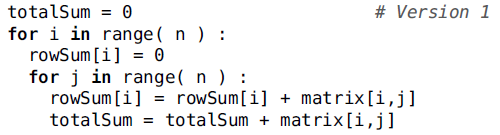 totalSum = 0 # Version 1
for i in range( n ) :
rowSum[i] = 0
for j in range( n ) :
rowSum[i] = rowSum[i] + matrix[i,j]
totalSum = totalSum + matrix[i,j]